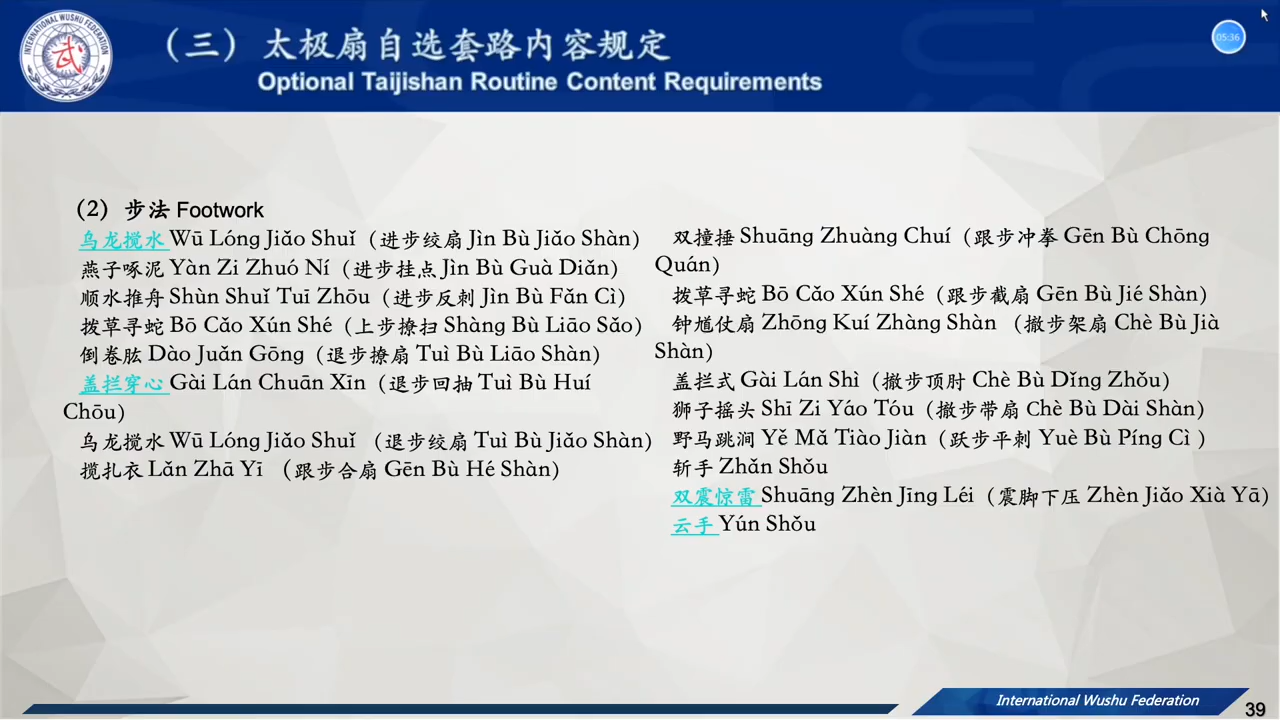 INTERNATIONAL WUSHU FEDERATION
武
（三）太极扇自选套路内容规定
Optional Taijishan Routine Content Requirements
05:36
（2）步法 Footwork
乌龙搅水 Wū Lóng Jiǎo Shuǐ（进步绞扇 Jìn Bù Jiǎo Shàn）
燕子啄泥 Yàn Zi Zhuó Ní（进步挂点 Jìn Bù Guà Diǎn）
顺水推舟 Shùn Shuǐ Tuī Zhōu（进步反刺 Jìn Bù Fǎn Cì）
拨草寻蛇 Bō Cǎo Xún Shé（上步撩扫 Shàng Bù Liāo Sǎo）
倒卷肱 Dào Juǎn Gōng（退步撩扇 Tuì Bù Liāo Shàn）
盖拦穿心 Gài Lán Chuān Xīn（退步回抽 Tuì Bù Huí
Chōu）
乌龙搅水 Wū Lóng Jiǎo Shuǐ （退步绞扇 Tuì Bù Jiǎo Shàn）
揽扎衣 Lǎn Zhā Yī （跟步合扇 Gēn Bù Hé Shàn）
双撞捶 Shuāng Zhuàng Chuí（跟步冲拳 Gēn Bù Chōng
Quán）
拨草寻蛇 Bō Cǎo Xún Shé（跟步截扇 Gēn Bù Jié Shàn）
钟馗仗扇 Zhōng Kuí Zhàng Shàn （撤步架扇 Chè Bù Jià
Shàn）
盖拦式 Gài Lán Shì（撤步顶肘 Chè Bù Dǐng Zhǒu）
狮子摇头 Shī Zi Yáo Tóu（撤步带扇 Chè Bù Dài Shàn）
野马跳涧 Yě Mǎ Tiào Jiàn（跃步平刺 Yuè Bù Píng Cì ）
斩手 Zhǎn Shǒu
双震惊雷 Shuāng Zhèn Jīng Léi（震脚下压 Zhèn Jiǎo Xià Yā）
云手 Yún Shǒu
International Wushu Federation
39